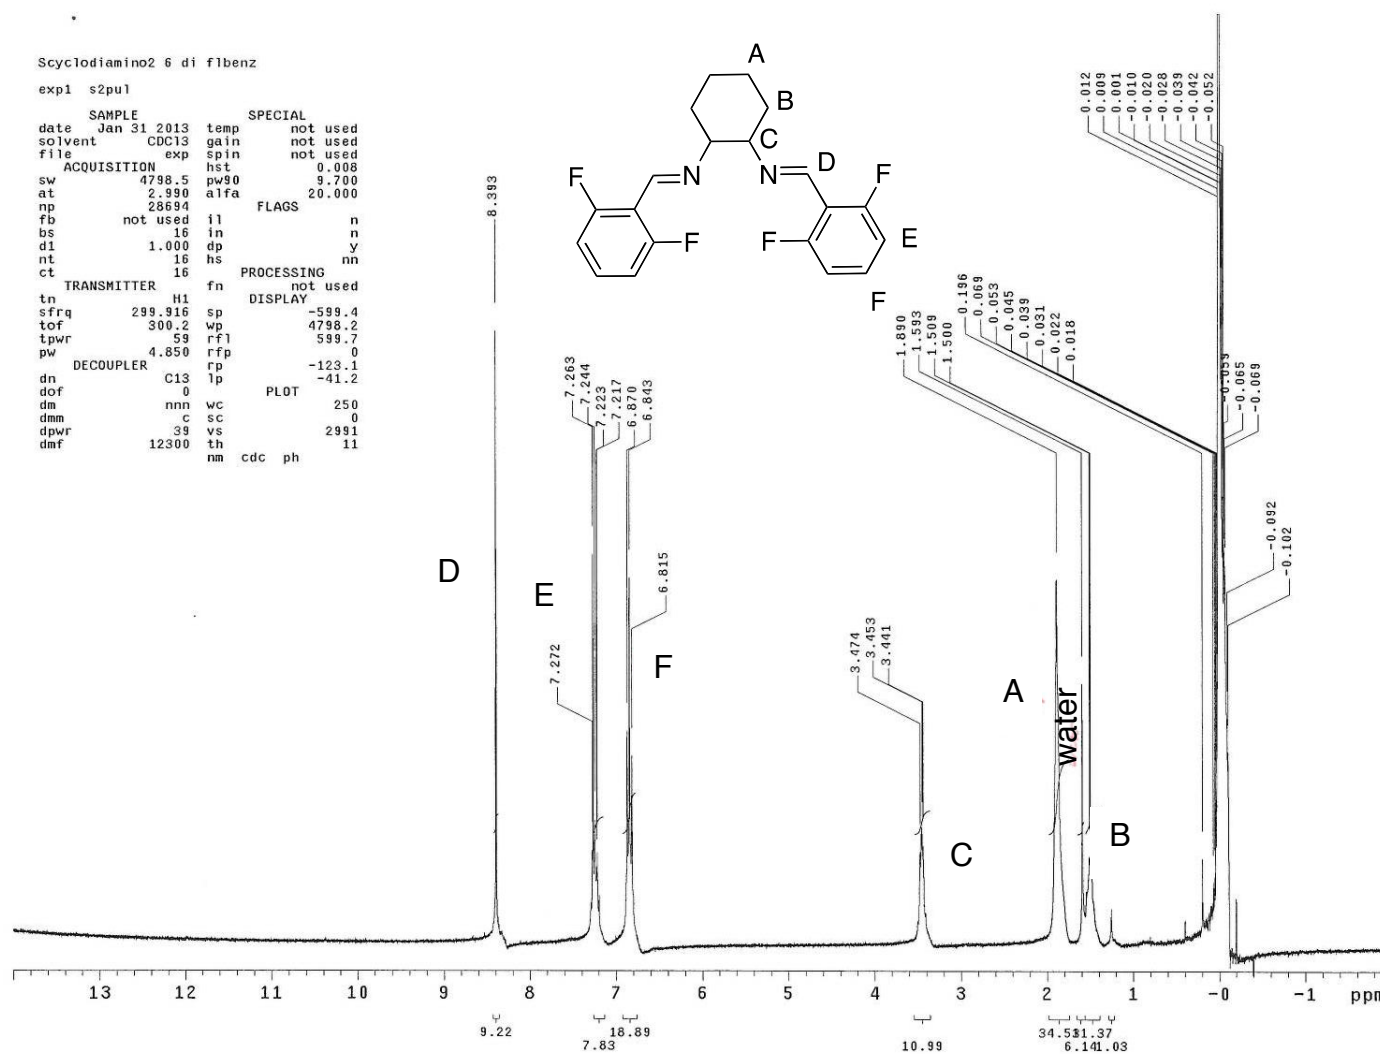 Scyclodiamino2 6 di flbenz
exp1 s2pul
SAMPLE
date Jan 31 2013
solvent CDCl3
file exp
ACQUISITION
sw 4798.5
at 2.990
np 28694
fb not used
bs 16
d1 1.000
nt 16
ct 16
TRANSMITTER
tn H1
sfrq 299.916
tof 300.2
tpwr 59
pw 4.850
DECOUPLER
dn C13
dof 0
dm nnn
dmm c
dpwr 39
dmf 12300
SPECIAL
temp not used
gain not used
spin not used
hst 0.008
pw90 9.700
alfa 20.000
FLAGS
il n
in n
dp y
hs nn
PROCESSING
fn not used
DISPLAY
sp -599.4
wp 4798.2
rfl 599.7
rfp 0
rp -123.1
lp -41.2
PLOT
wc 250
sc 0
vs 2991
th 11
nm cdc ph
A
B
C
D
N
N
F
F
F
F
E
F
8.393
7.263
7.244
7.223
7.217
6.870
6.843
6.815
7.272
3.474
3.453
3.441
1.890
1.593
1.509
1.500
0.196
0.069
0.053
0.045
0.039
0.031
0.022
0.018
0.012
0.009
0.001
-0.010
-0.020
-0.028
-0.039
-0.042
-0.052
-0.059
-0.065
-0.069
-0.092
-0.102
D
E
F
C
A
water
B
13 12 11 10 9 8 7 6 5 4 3 2 1 -0 -1 ppm
9.22
7.83
18.89
10.99
34.53
6.14
11.37
1.03